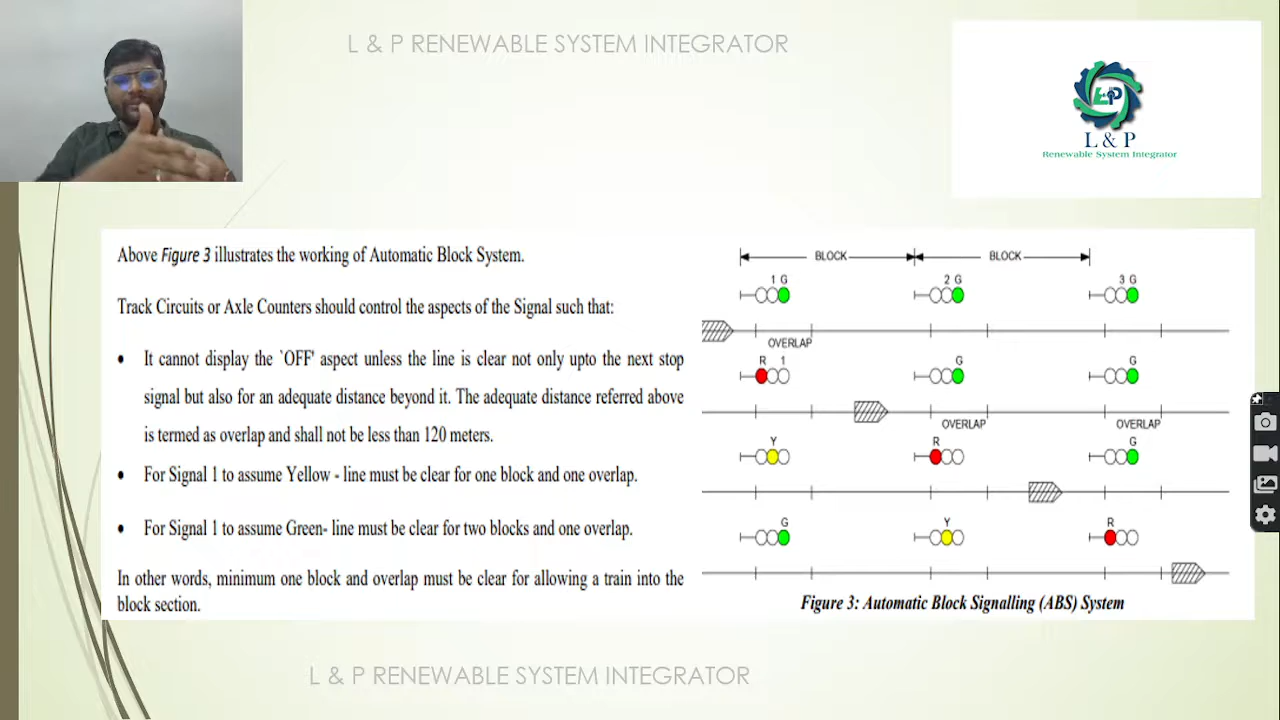 L & P RENEWABLE SYSTEM INTEGRATOR
L & P
L & P
Renewable System Integrator
Above Figure 3 illustrates the working of Automatic Block System.
Track Circuits or Axle Counters should control the aspects of the Signal such that:
• It cannot display the `OFF' aspect unless the line is clear not only upto the next stop
signal but also for an adequate distance beyond it. The adequate distance referred above
is termed as overlap and shall not be less than 120 meters.
• For Signal 1 to assume Yellow - line must be clear for one block and one overlap.
• For Signal 1 to assume Green- line must be clear for two blocks and one overlap.
In other words, minimum one block and overlap must be clear for allowing a train into the
block section.
BLOCK BLOCK
1 G 2 G 3 G
OVERLAP
R 1 G G
OVERLAP OVERLAP
Y R G
G Y R
Figure 3: Automatic Block Signalling (ABS) System
L & P RENEWABLE SYSTEM INTEGRATOR